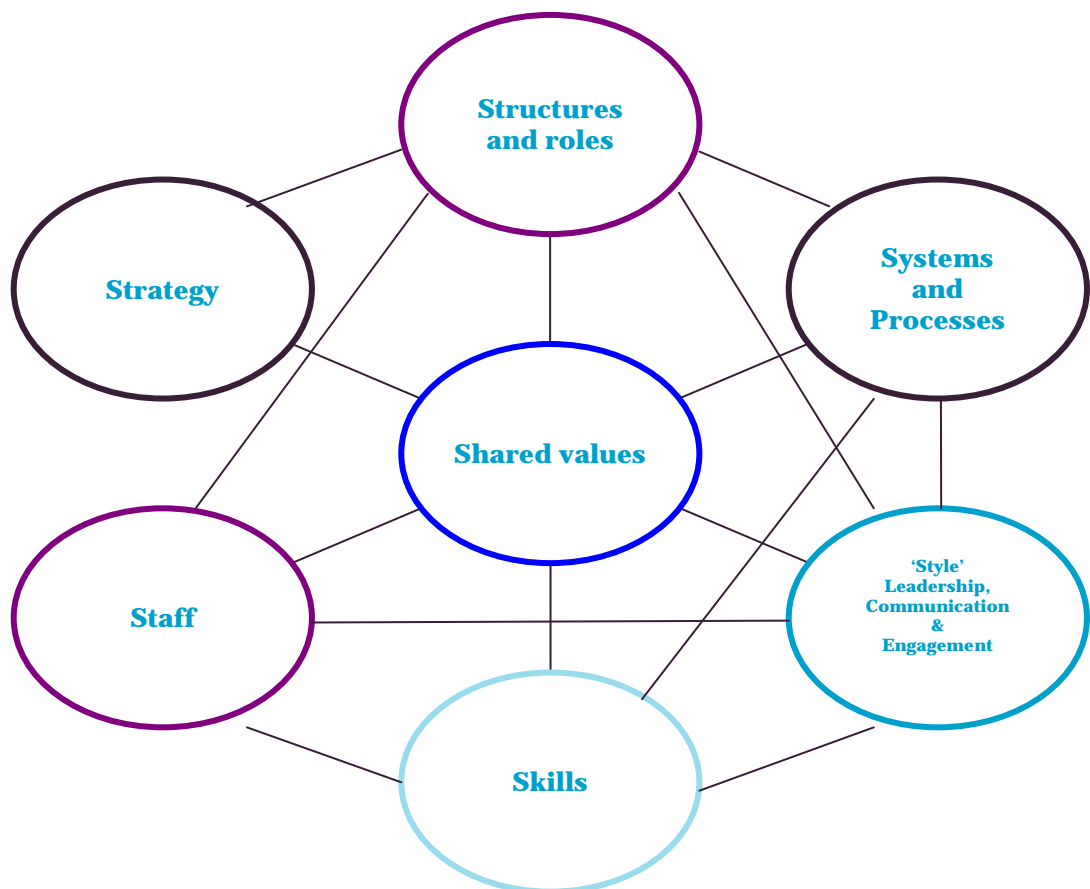 Structures
and roles
Strategy
Systems
and
Processes
Shared values
Staff
‘Style’
Leadership,
Communication
&
Engagement
Skills